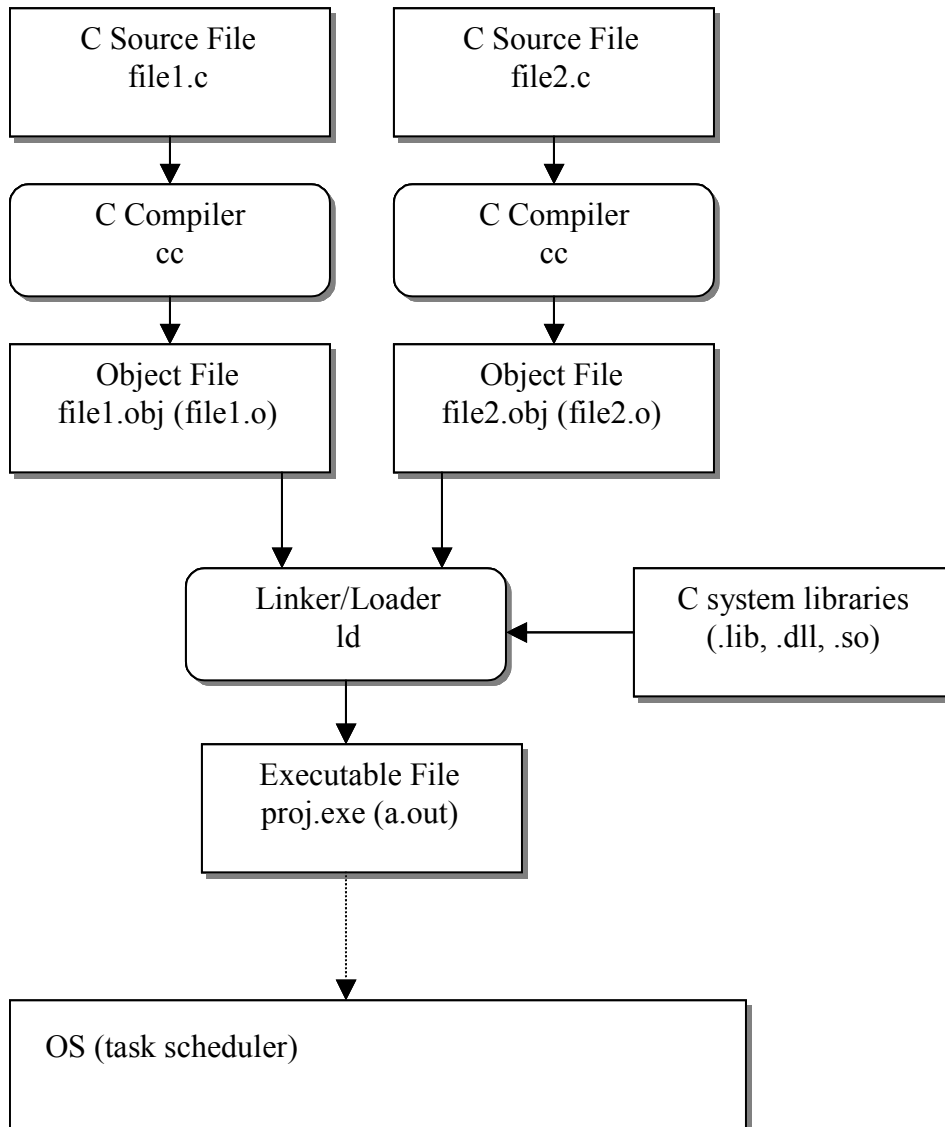 C Source File
file1.c
C Source File
file2.c
C Compiler
cc
C Compiler
cc
Object File
file1.obj (file1.o)
Object File
file2.obj (file2.o)
Linker/Loader
ld
C system libraries
(.lib, .dll, .so)
Executable File
proj.exe (a.out)
OS (task scheduler)